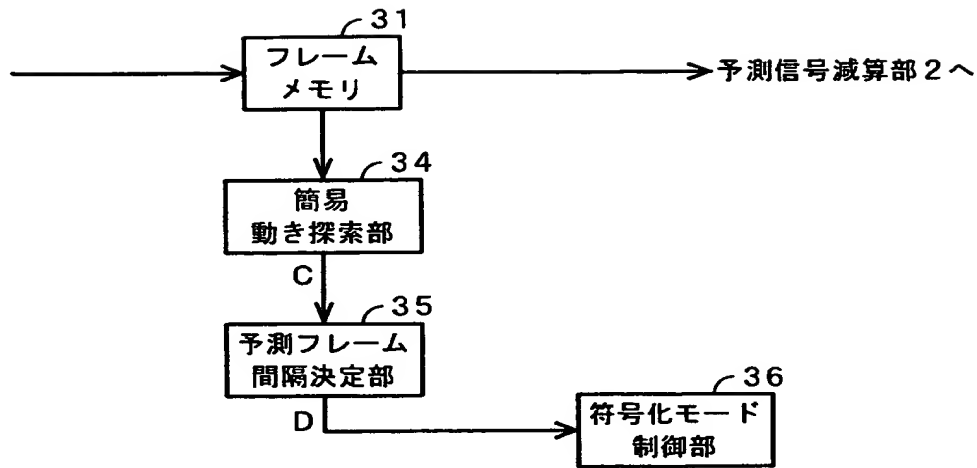 31
フレーム
メモリ
予測信号減算部2へ
34
簡易
動き探索部
C
35
予測フレーム
間隔決定部
D
36
符号化モード
制御部